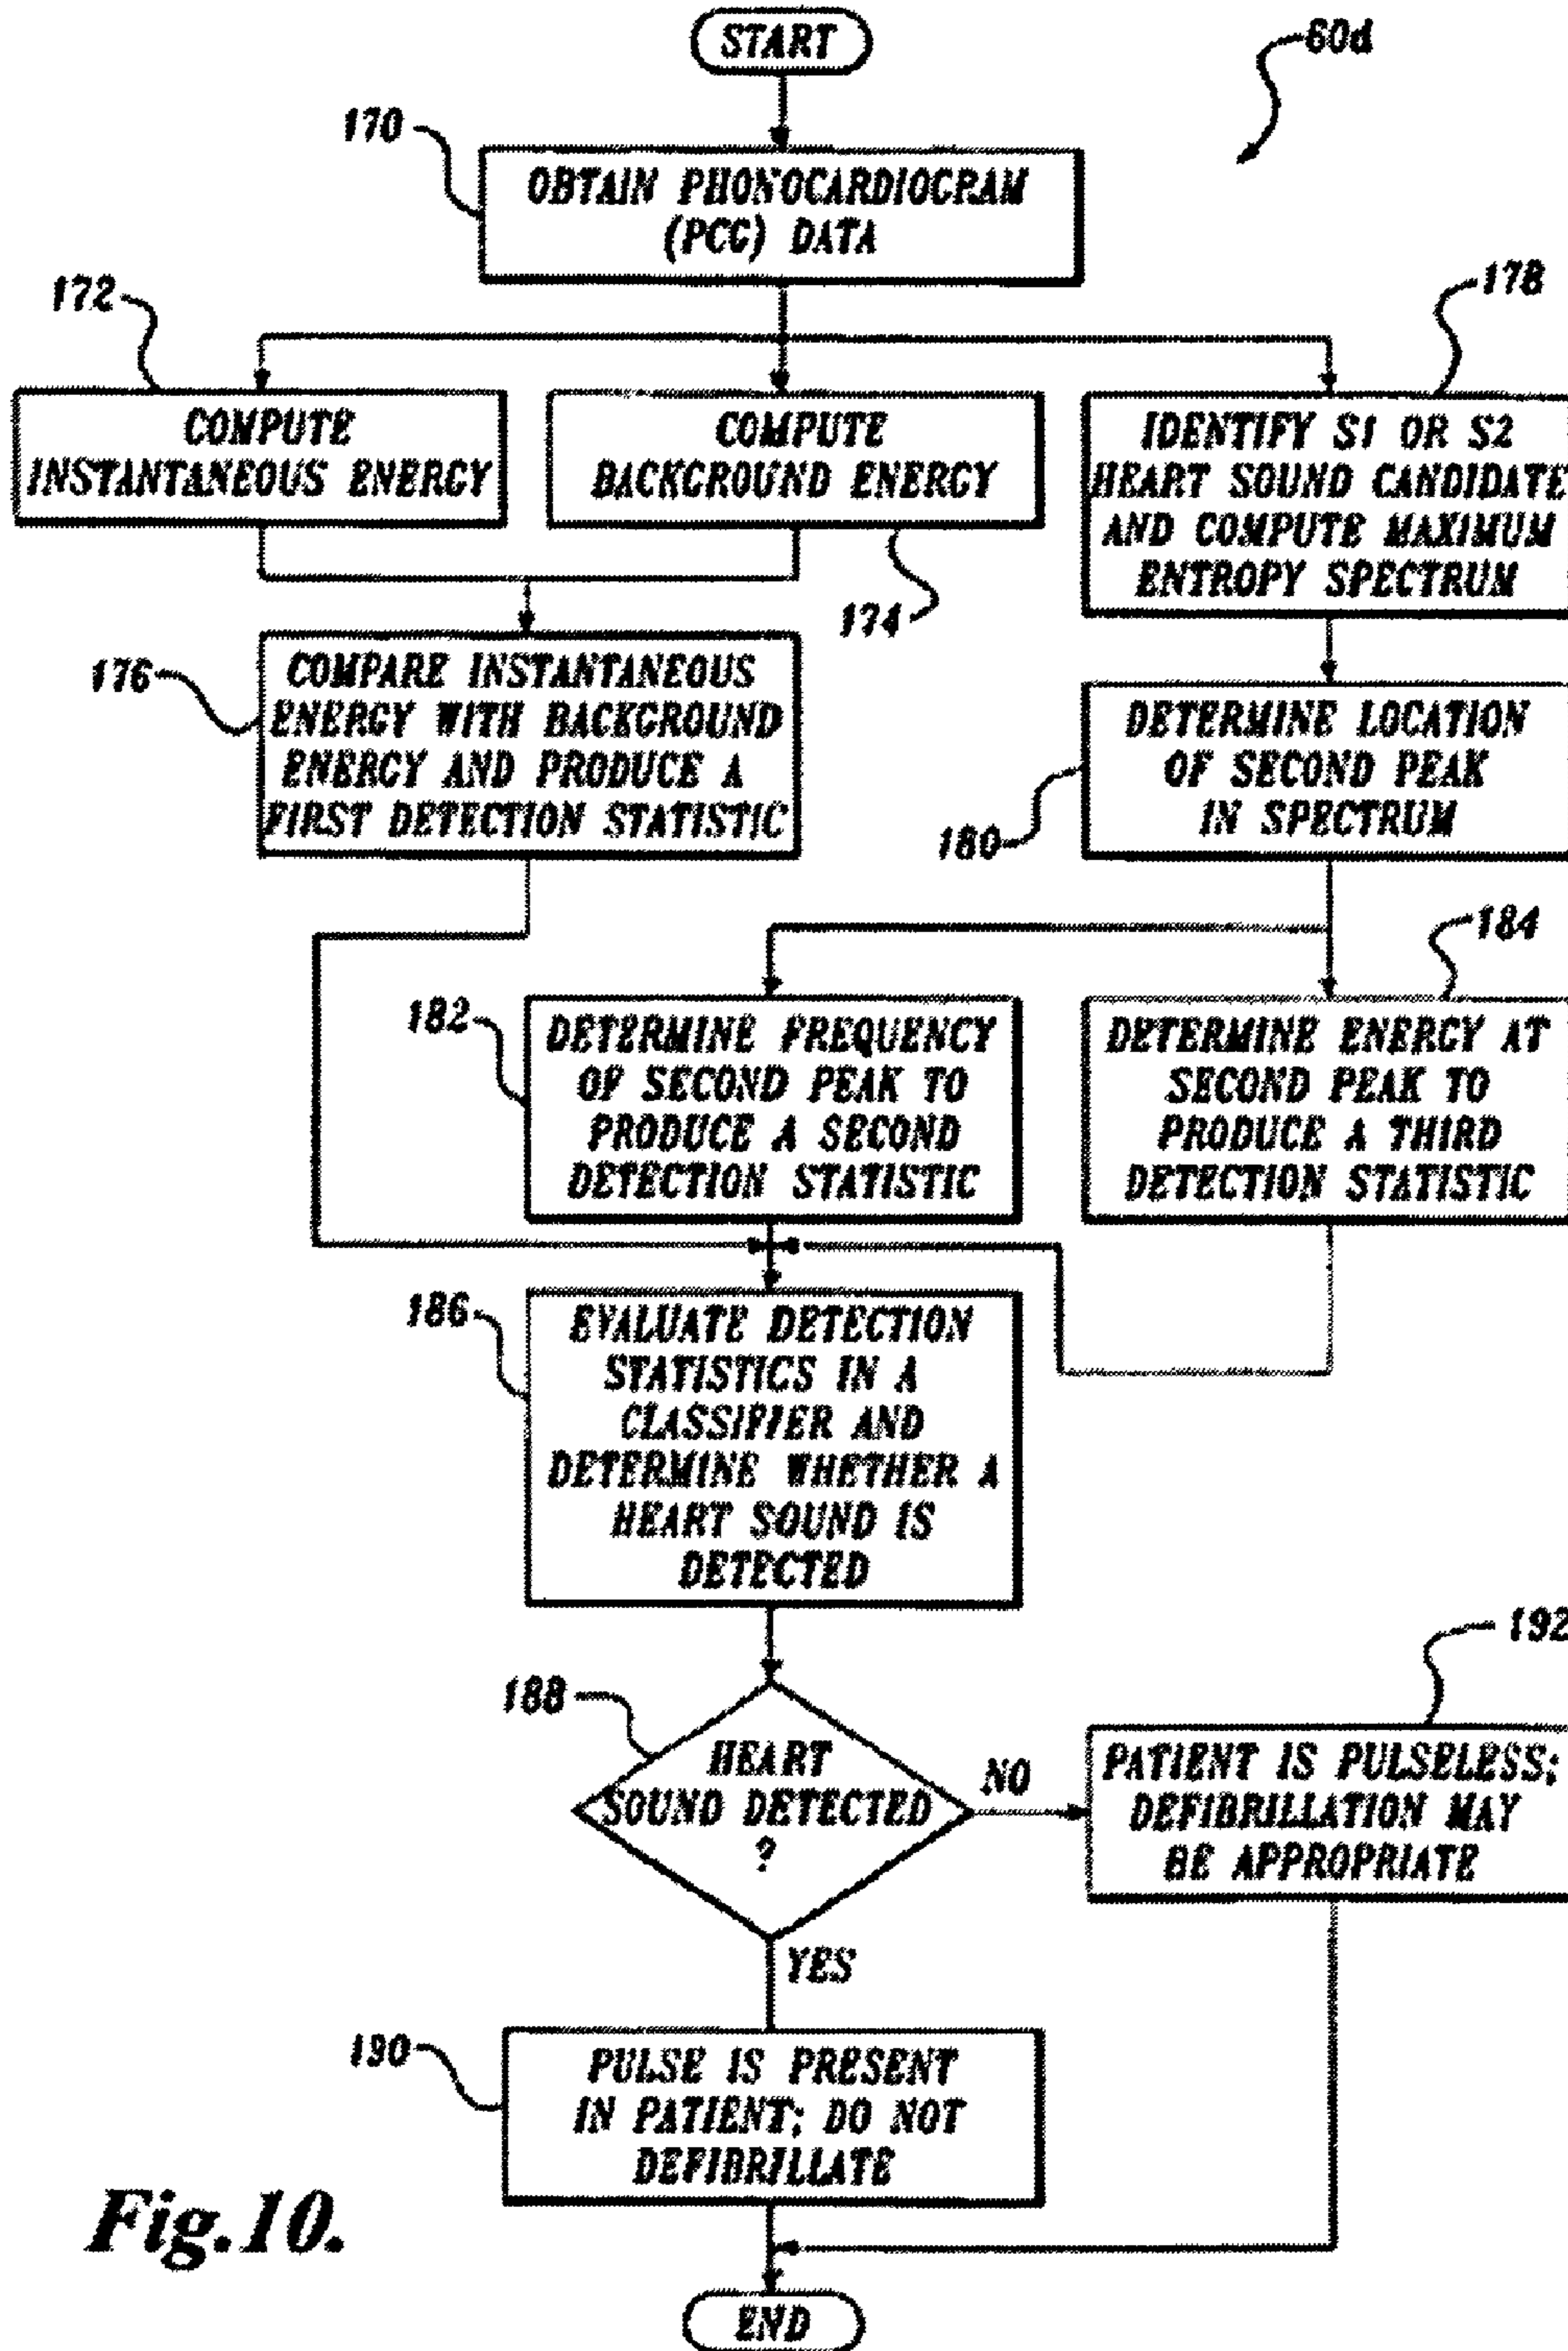 START
60d
170
OBTAIN PHONOCARDIOGRAM
(PCG) DATA
172
178
COMPUTE
INSTANTANEOUS ENERGY
COMPUTE
BACKGROUND ENERGY
174
IDENTIFY S1 OR S2
HEART SOUND CANDIDATE
AND COMPUTE MAXIMUM
ENTROPY SPECTRUM
176
COMPARE INSTANTANEOUS
ENERGY WITH BACKGROUND
ENERGY AND PRODUCE A
FIRST DETECTION STATISTIC
180
DETERMINE LOCATION
OF SECOND PEAK
IN SPECTRUM
184
182
DETERMINE FREQUENCY
OF SECOND PEAK TO
PRODUCE A SECOND
DETECTION STATISTIC
DETERMINE ENERGY AT
SECOND PEAK TO
PRODUCE A THIRD
DETECTION STATISTIC
186
EVALUATE DETECTION
STATISTICS IN A
CLASSIFIER AND
DETERMINE WHETHER A
HEART SOUND IS
DETECTED
188
HEART
SOUND DETECTED
?
NO
192
PATIENT IS PULSELESS;
DEFIBRILLATION MAY
BE APPROPRIATE
YES
190
PULSE IS PRESENT
IN PATIENT; DO NOT
DEFIBRILLATE
Fig.10.
END